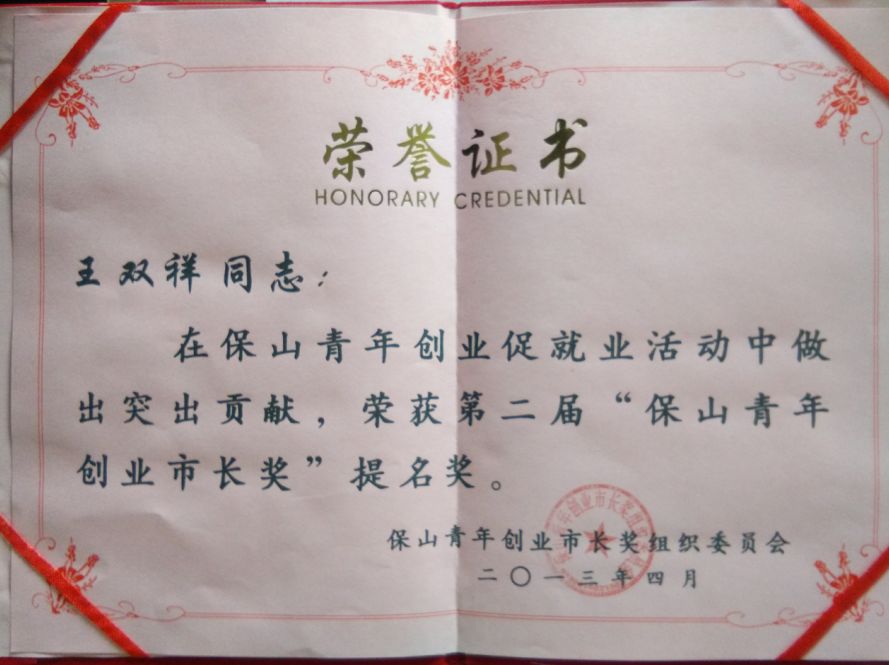 荣誉证书
HONORARY CREDENTIAL
王双祥同志：
在保山青年创业促就业活动中做
出突出贡献，荣获第二届“保山青年
创业市长奖”提名奖。
保山青年创业市长奖组织委员会
二〇一三年四月